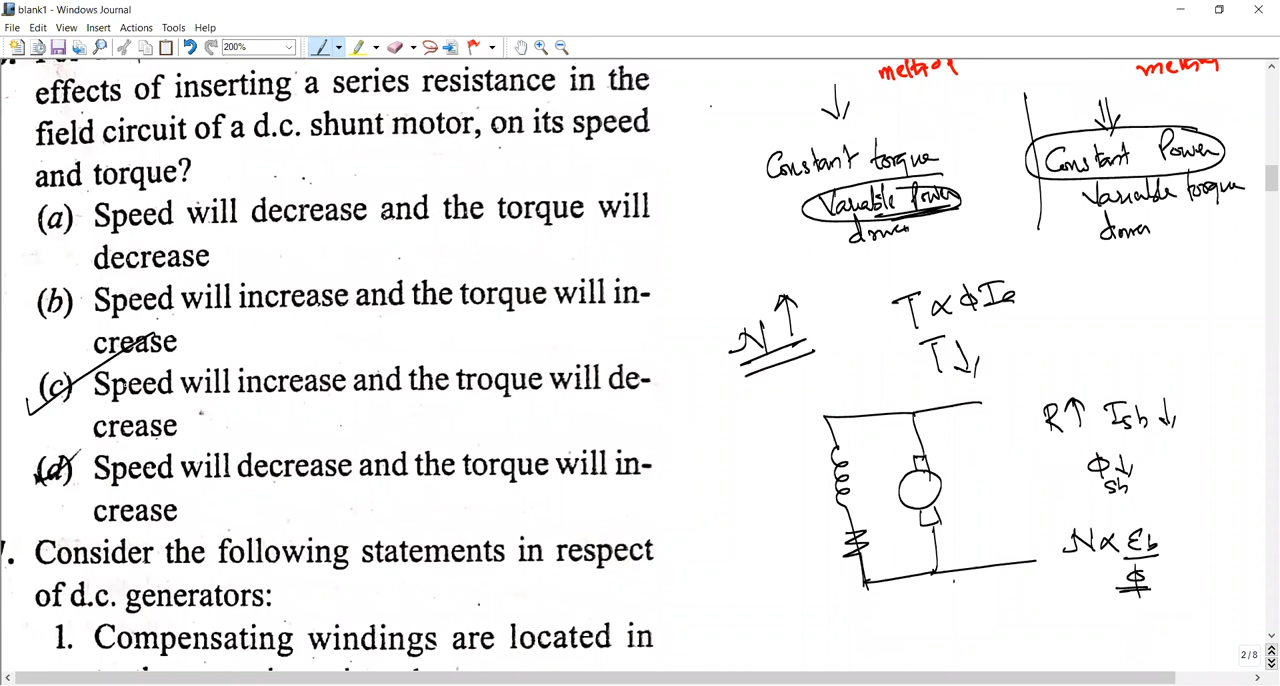 blank1 - Windows Journal
File Edit View Insert Actions Tools Help
200%
effects of inserting a series resistance in the
field circuit of a d.c. shunt motor, on its speed
and torque?
(a) Speed will decrease and the torque will
decrease
(b) Speed will increase and the torque will in-
crease
(c) Speed will increase and the troque will de-
crease
(d) Speed will decrease and the torque will in-
crease
. Consider the following statements in respect
of d.c. generators:
1. Compensating windings are located in
method
↓
Constant torque
Variable Power
drives
⇓
Constant Power
Variable torque
drives
N↑
T ∝ ϕIa
T↓
R↑ Ish ↓
ϕsh ↓
N ∝ Eb/ϕ
2/8